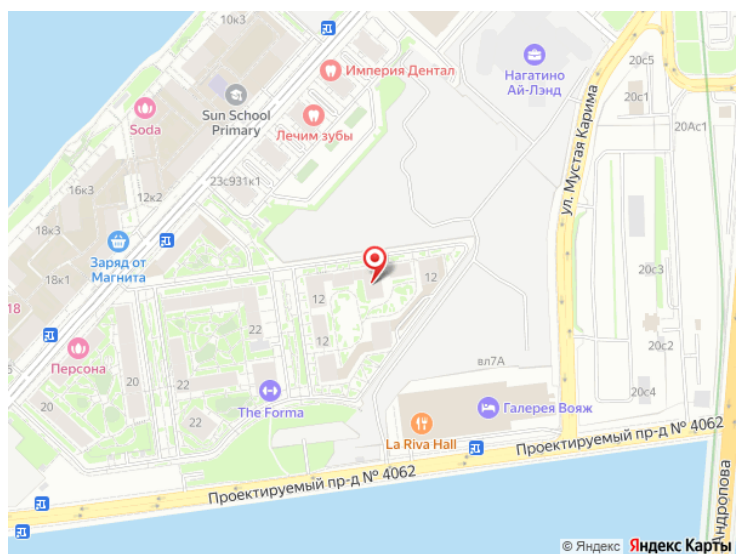 10к3
Империя Дентал
Нагатино
Ай-Лэнд
20с5
20с1
20Ас1
Soda
Sun School
Primary
Лечим зубы
ул. Мустая Карима
16к3
12к2
23с931к1
18к3
Заряд от
Магнита
18к1
18
12
12
12
12
20с3
22
вл7А
20с2
Персона
20
22
22
The Forma
La Riva Hall
Галерея Вояж
20с4
20
Проектируемый пр-д № 4062
Проектируемый пр-д № 4062
Андропова
© Яндекс Яндекс Карты